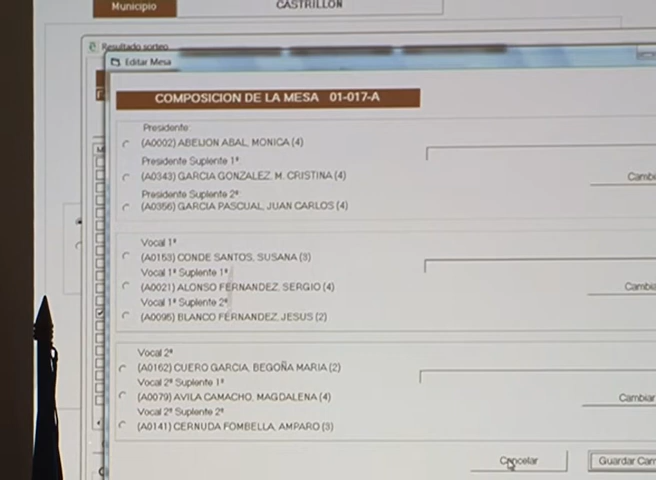 Municipio
CASTRILLON
Resultado sorteo
Editar Mesa
COMPOSICION DE LA MESA 01-017-A
Presidente:
(A0002) ABELION ABAL, MONICA (4)
Presidente Suplente 1º
(A0343) GARCIA GONZALEZ, M. CRISTINA (4)
Presidente Suplente 2º
(A0356) GARCIA PASCUAL, JUAN CARLOS (4)
Vocal 1º
(A0153) CONDE SANTOS, SUSANA (3)
Vocal 1º Suplente 1º
(A0021) ALONSO FERNANDEZ, SERGIO (4)
Vocal 1º Suplente 2º
(A0095) BLANCO FERNANDEZ, JESUS (2)
Vocal 2º
(A0162) CUERO GARCIA, BEGOÑA MARIA (2)
Vocal 2º Suplente 1º
(A0079) AVILA CAMACHO, MAGDALENA (4)
Vocal 2º Suplente 2º
(A0141) CERNUDA FOMBELLA, AMPARO (3)
Cambi
Cambia
Cambiar
Cancelar
Guardar Cam